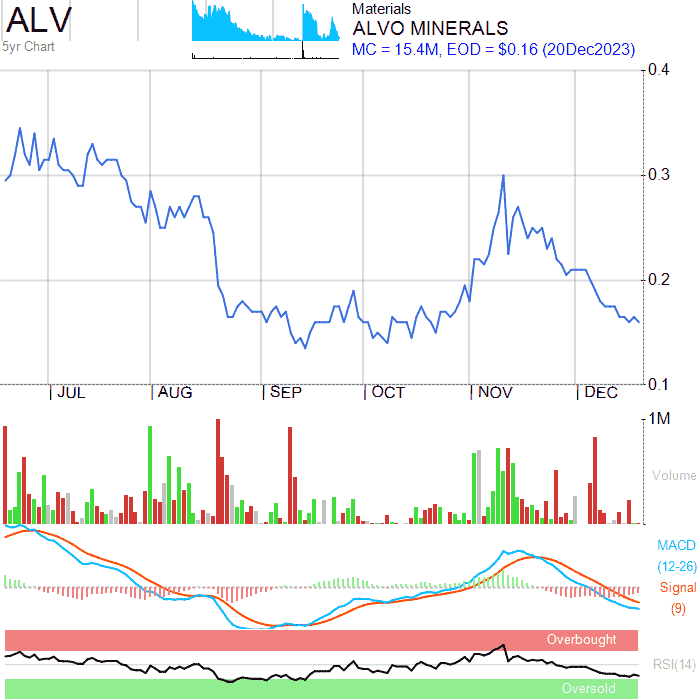 ALV
5yr Chart
Materials
ALVO MINERALS
MC = 15.4M, EOD = $0.16 (20Dec2023)
0.4
0.3
0.2
0.1
JUL AUG SEP OCT NOV DEC
1M
Volume
MACD
(12-26)
Signal
(9)
Overbought
RSI(14)
Oversold